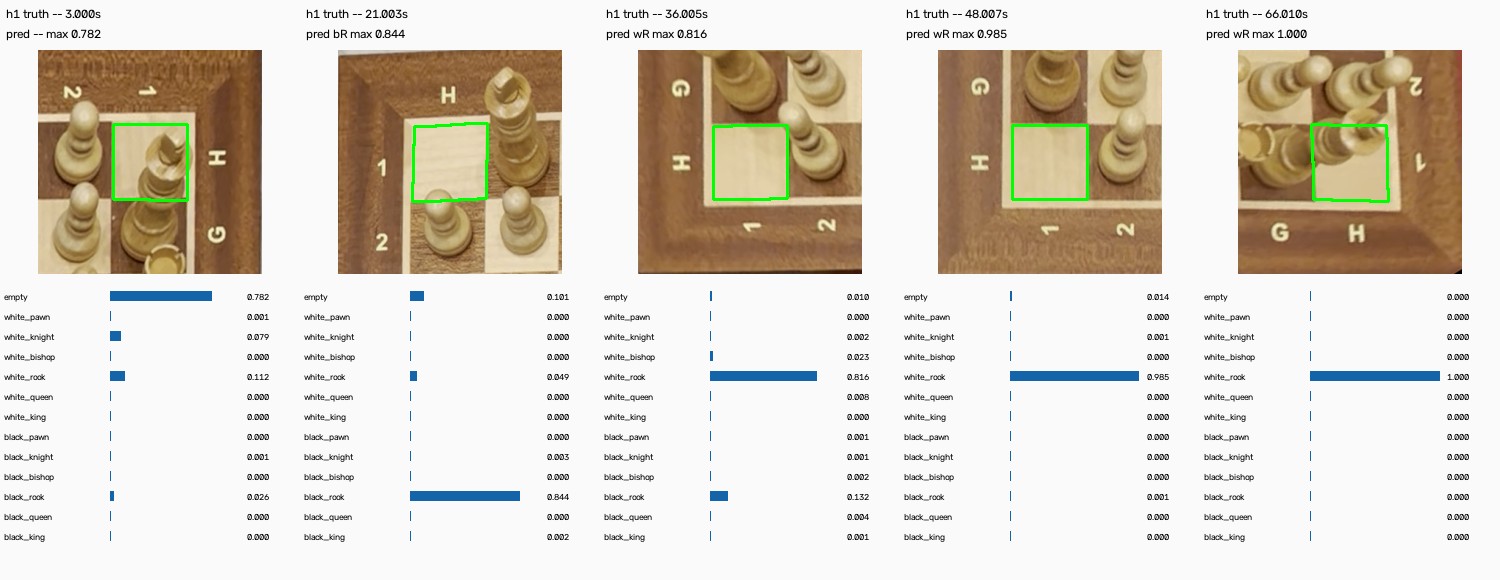 h1 truth -- 3.000s
pred -- max 0.782
2 1
H
G
empty 0.782
white_pawn 0.001
white_knight 0.079
white_bishop 0.000
white_rook 0.112
white_queen 0.000
white_king 0.000
black_pawn 0.000
black_knight 0.001
black_bishop 0.000
black_rook 0.026
black_queen 0.000
black_king 0.000
h1 truth -- 21.003s
pred bR max 0.844
H
1
2
empty 0.101
white_pawn 0.000
white_knight 0.000
white_bishop 0.000
white_rook 0.049
white_queen 0.000
white_king 0.000
black_pawn 0.000
black_knight 0.003
black_bishop 0.000
black_rook 0.844
black_queen 0.000
black_king 0.002
h1 truth -- 36.005s
pred wR max 0.816
G
H
1 2
empty 0.010
white_pawn 0.000
white_knight 0.002
white_bishop 0.023
white_rook 0.816
white_queen 0.008
white_king 0.000
black_pawn 0.001
black_knight 0.001
black_bishop 0.002
black_rook 0.132
black_queen 0.004
black_king 0.001
h1 truth -- 48.007s
pred wR max 0.985
G
H
1 2
empty 0.014
white_pawn 0.000
white_knight 0.001
white_bishop 0.000
white_rook 0.985
white_queen 0.000
white_king 0.000
black_pawn 0.000
black_knight 0.000
black_bishop 0.000
black_rook 0.001
black_queen 0.000
black_king 0.000
h1 truth -- 66.010s
pred wR max 1.000
2
1
G H
empty 0.000
white_pawn 0.000
white_knight 0.000
white_bishop 0.000
white_rook 1.000
white_queen 0.000
white_king 0.000
black_pawn 0.000
black_knight 0.000
black_bishop 0.000
black_rook 0.000
black_queen 0.000
black_king 0.000